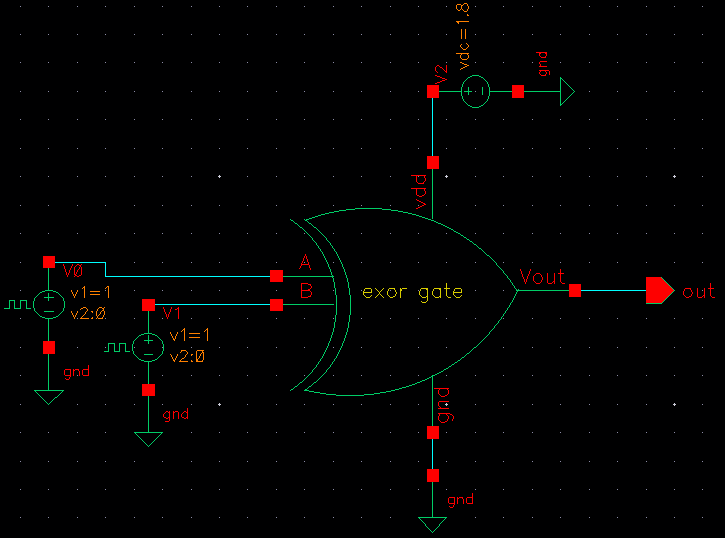 vdc=1.8
V2
gnd
vdd
V0
v1=1
v2:0
gnd
V1
v1=1
v2:0
gnd
A
B
exor gate
Vout
out
gnd
gnd